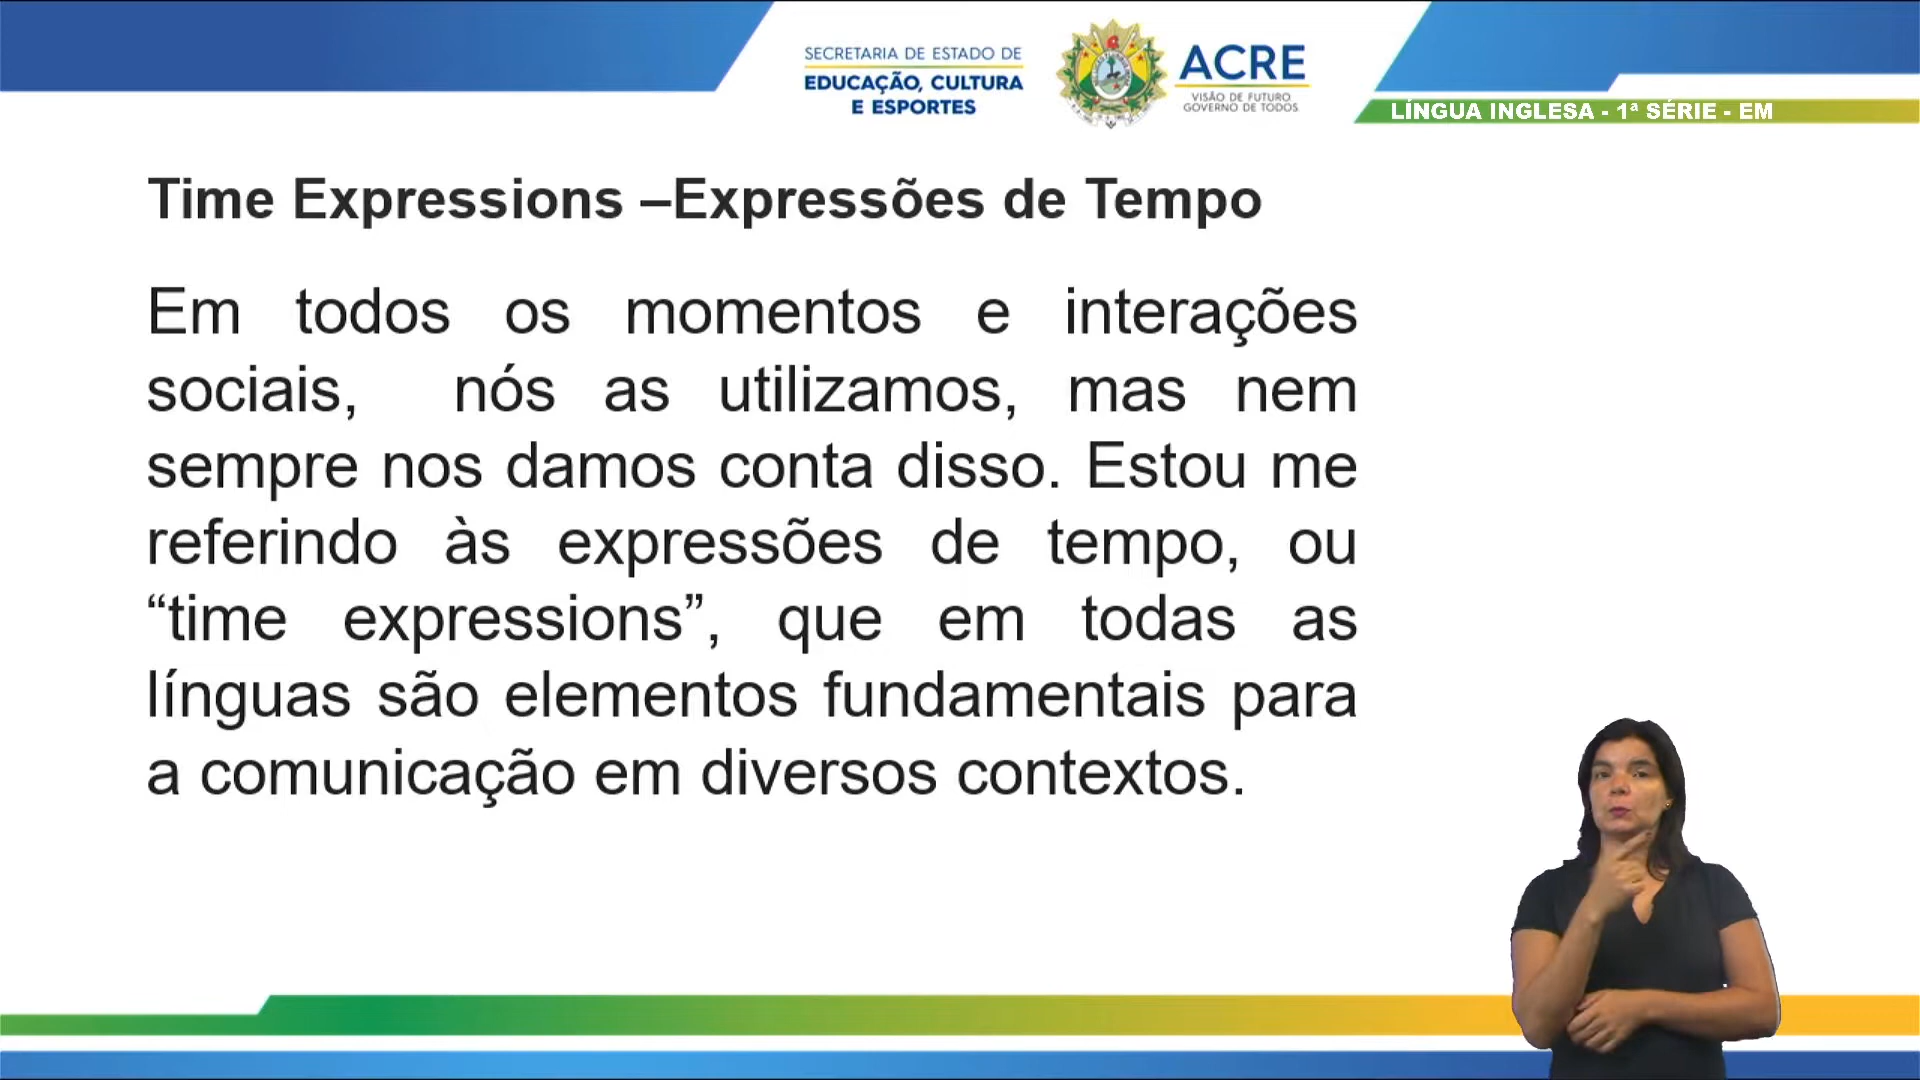 SECRETARIA DE ESTADO DE
EDUCAÇÃO, CULTURA
E ESPORTES
ACRE
VISÃO DE FUTURO
GOVERNO DE TODOS
LÍNGUA INGLESA - 1ª SÉRIE - EM
Time Expressions –Expressões de Tempo
Em todos os momentos e interações
sociais, nós as utilizamos, mas nem
sempre nos damos conta disso. Estou me
referindo às expressões de tempo, ou
“time expressions”, que em todas as
línguas são elementos fundamentais para
a comunicação em diversos contextos.